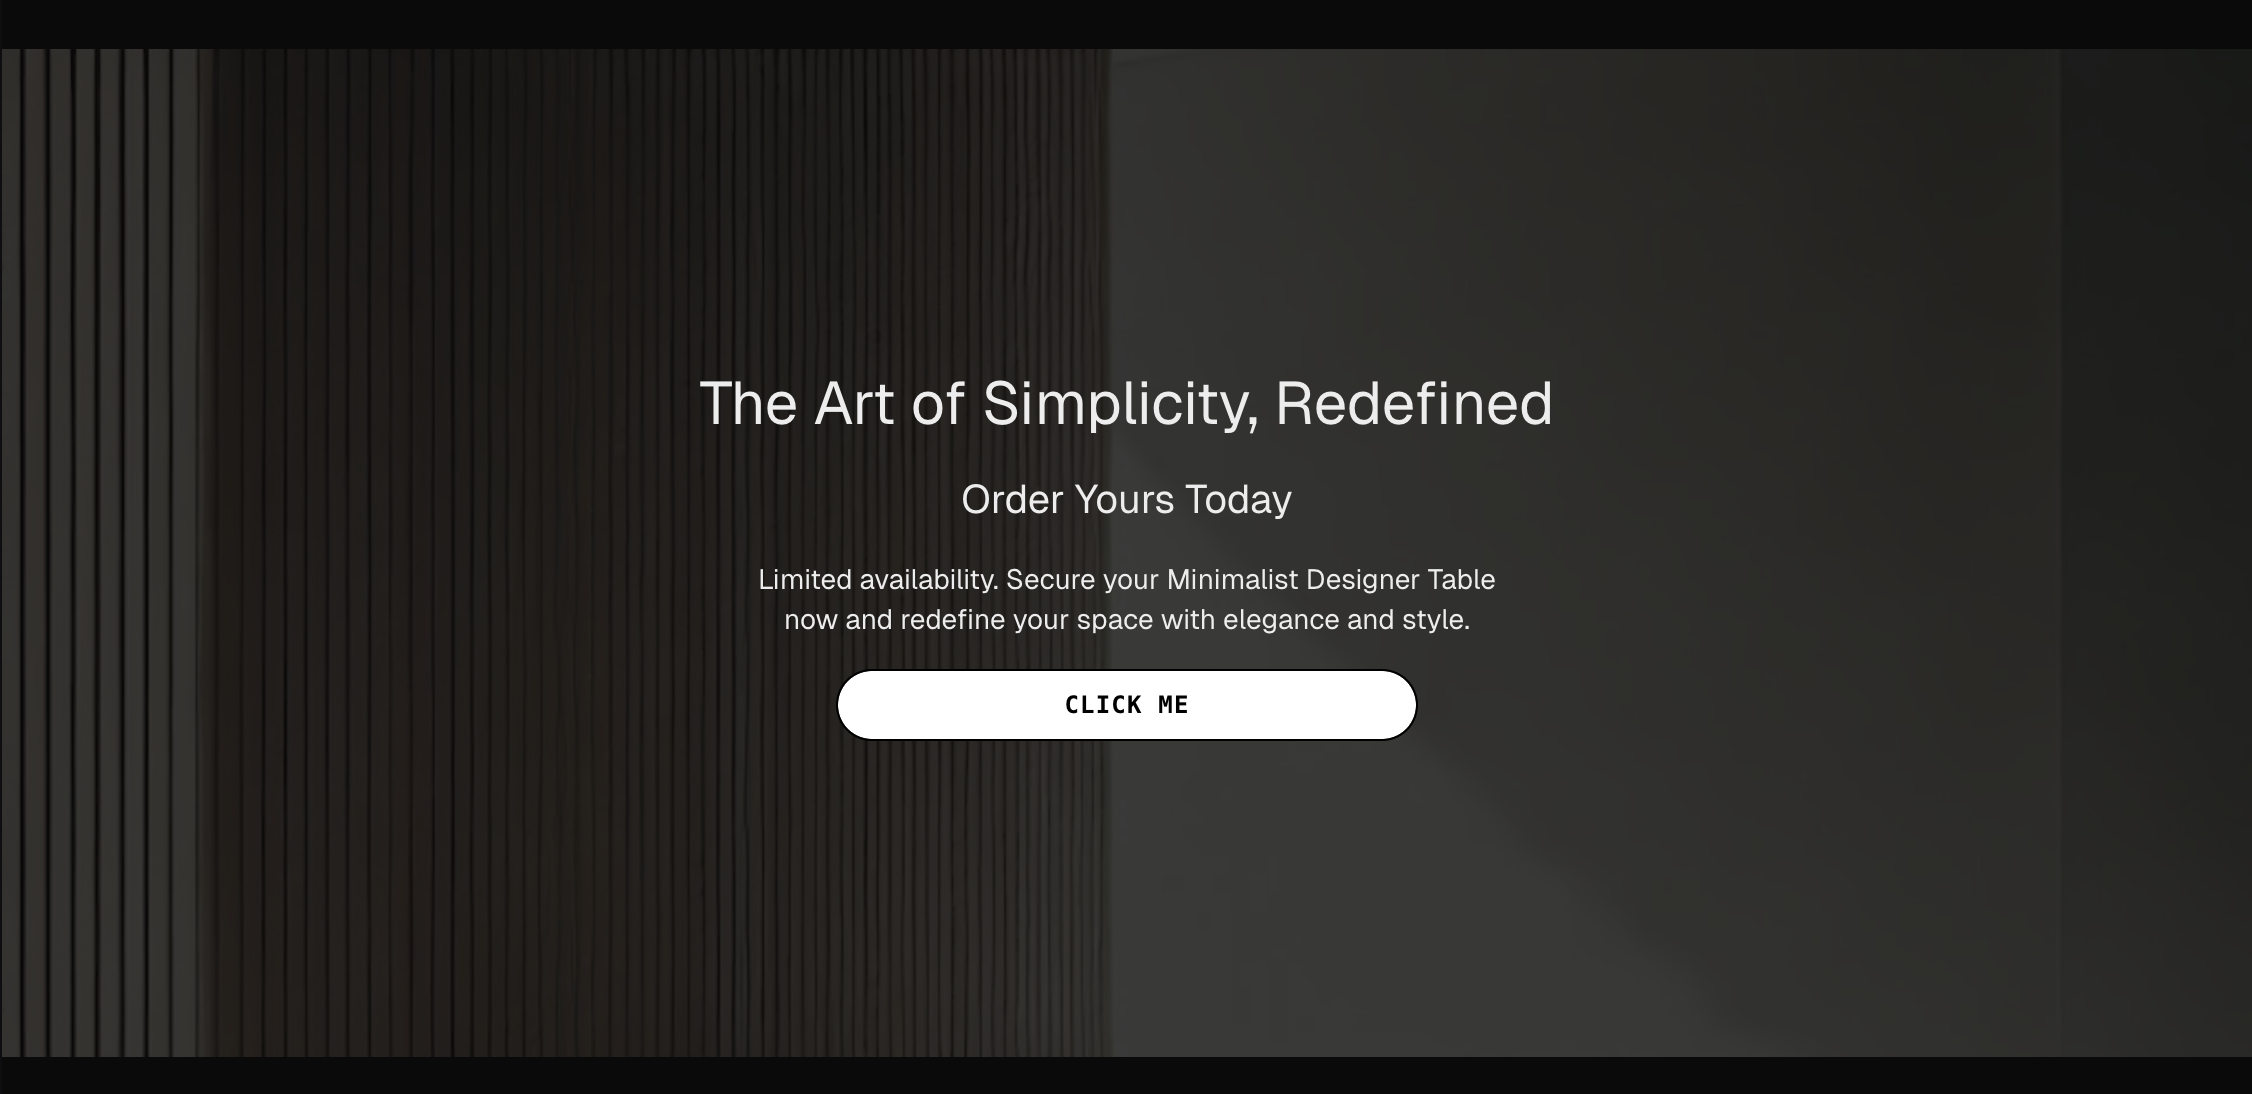 The Art of Simplicity, Redefined
Order Yours Today
Limited availability. Secure your Minimalist Designer Table
now and redefine your space with elegance and style.
CLICK ME